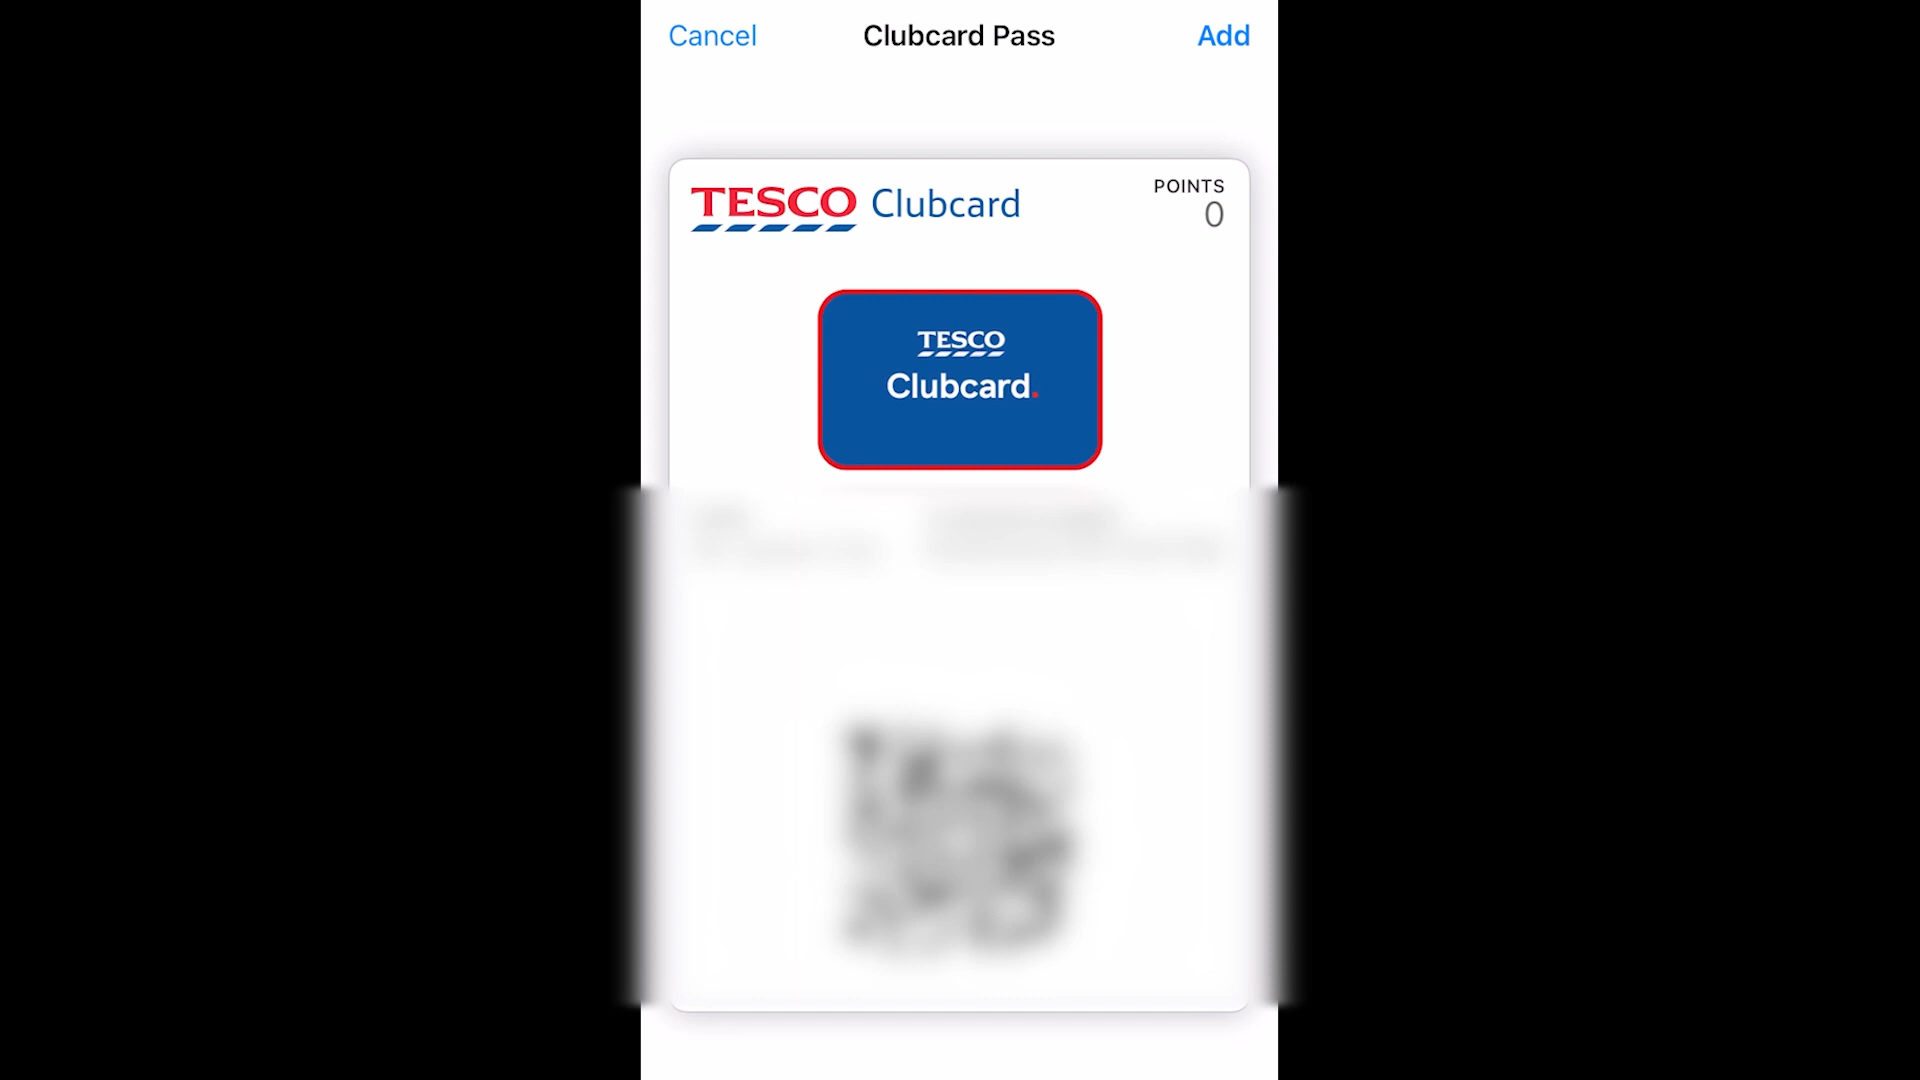 Cancel Clubcard Pass Add
TESCO Clubcard
POINTS
0
TESCO
Clubcard.